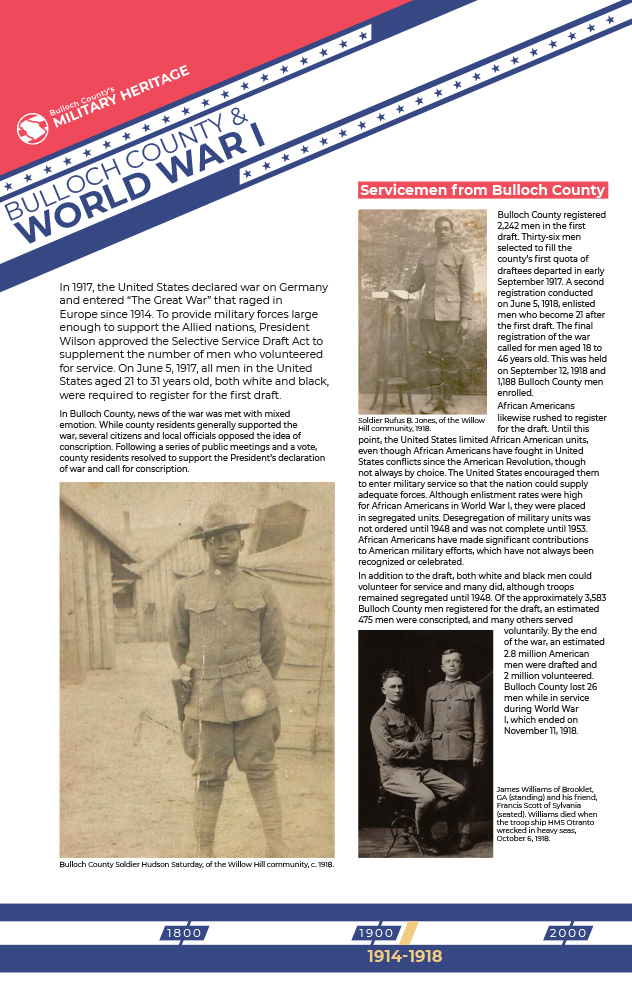 Bulloch County's
MILITARY HERITAGE
BULLOCH COUNTY &
WORLD WAR I
In 1917, the United States declared war on Germany
and entered “The Great War” that raged in
Europe since 1914. To provide military forces large
enough to support the Allied nations, President
Wilson approved the Selective Service Draft Act to
supplement the number of men who volunteered
for service. On June 5, 1917, all men in the United
States aged 21 to 31 years old, both white and black,
were required to register for the first draft.
In Bulloch County, news of the war was met with mixed
emotion. While county residents generally supported the
war, several citizens and local officials opposed the idea of
conscription. Following a series of public meetings and a vote,
county residents resolved to support the President's declaration
of war and call for conscription.
Bulloch County Soldier Hudson Saturday, of the Willow Hill community, c. 1918.
Servicemen from Bulloch County
Bulloch County registered
2,242 men in the first
draft. Thirty-six men
selected to fill the
county's first quota of
draftees departed in early
September 1917. A second
registration conducted
on June 5, 1918, enlisted
men who become 21 after
the first draft. The final
registration of the war
called for men aged 18 to
46 years old. This was held
on September 12, 1918 and
1,188 Bulloch County men
enrolled.
Soldier Rufus B. Jones, of the Willow
Hill community, 1918.
African Americans
likewise rushed to register
for the draft. Until this
point, the United States limited African American units,
even though African Americans have fought in United
States conflicts since the American Revolution, though
not always by choice. The United States encouraged them
to enter military service so that the nation could supply
adequate forces. Although enlistment rates were high
for African Americans in World War I, they were placed
in segregated units. Desegregation of military units was
not ordered until 1948 and was not complete until 1953.
African Americans have made significant contributions
to American military efforts, which have not always been
recognized or celebrated.
In addition to the draft, both white and black men could
volunteer for service and many did, although troops
remained segregated until 1948. Of the approximately 3,583
Bulloch County men registered for the draft, an estimated
475 men were conscripted, and many others served
voluntarily. By the end
of the war, an estimated
2.8 million American
men were drafted and
2 million volunteered.
Bulloch County lost 26
men while in service
during World War
I, which ended on
November 11, 1918.
James Williams of Brooklet,
GA (standing) and his friend,
Francis Scott of Sylvania
(seated). Williams died when
the troop ship HMS Otranto
wrecked in heavy seas,
October 6, 1918.
1800
1900
2000
1914-1918